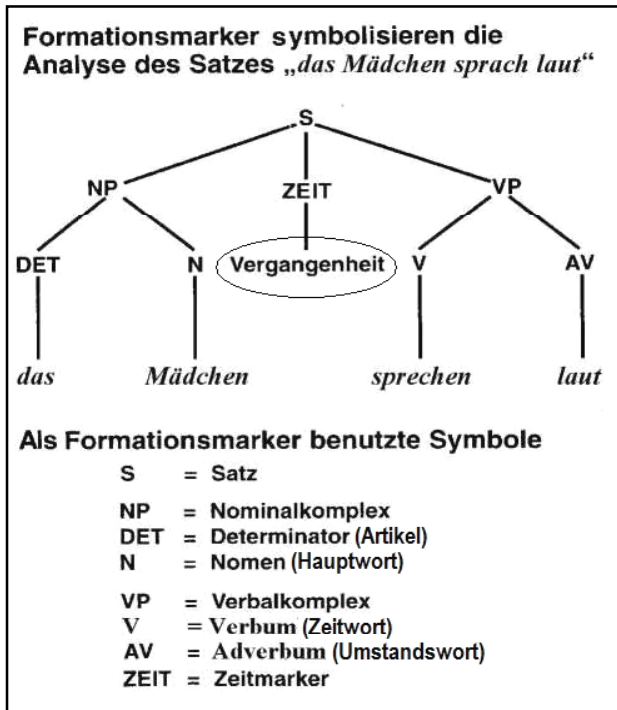 Formationsmarker symbolisieren die
Analyse des Satzes „das Mädchen sprach laut“
S
NP ZEIT VP
DET N Vergangenheit V AV
das Mädchen sprechen laut
Als Formationsmarker benutzte Symbole
S = Satz
NP = Nominalkomplex
DET = Determinator (Artikel)
N = Nomen (Hauptwort)
VP = Verbalkomplex
V = Verbum (Zeitwort)
AV = Adverbum (Umstandswort)
ZEIT = Zeitmarker